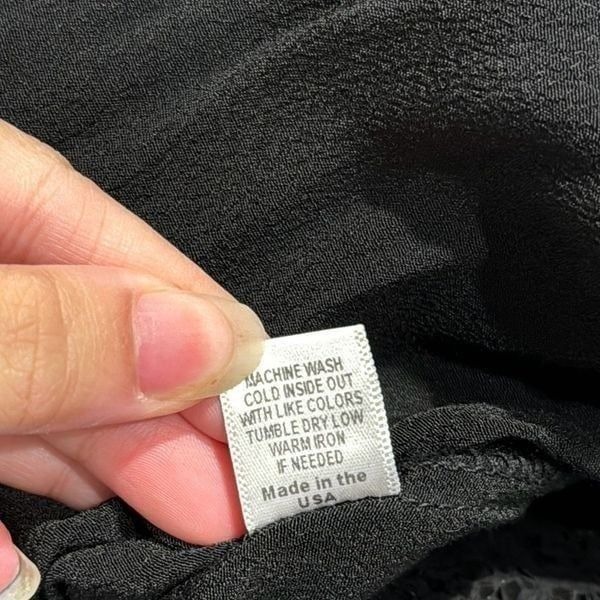 MACHINE WASH
COLD INSIDE OUT
WITH LIKE COLORS
TUMBLE DRY LOW
WARM IRON
IF NEEDED
Made in the
USA